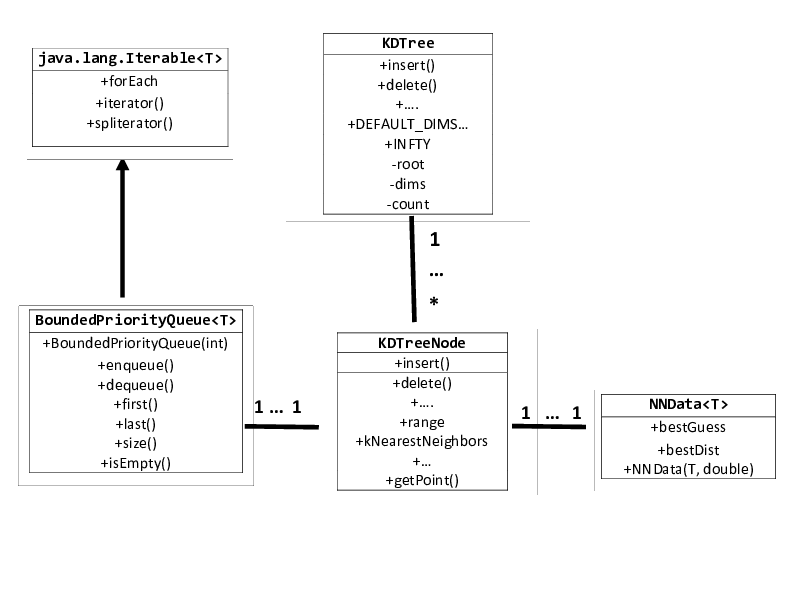 java.lang.Iterable<T>
+forEach
+iterator()
+spliterator()
KDTree
+insert()
+delete()
+....
+DEFAULT_DIMS...
+INFTY
-root
-dims
-count
1
...
*
BoundedPriorityQueue<T>
+BoundedPriorityQueue(int)
+enqueue()
+dequeue()
+first()
+last()
+size()
+isEmpty()
1 ... 1
KDTreeNode
+insert()
+delete()
+....
+range
+kNearestNeighbors
+...
+getPoint()
1 ... 1
NNData<T>
+bestGuess
+bestDist
+NNData(T, double)